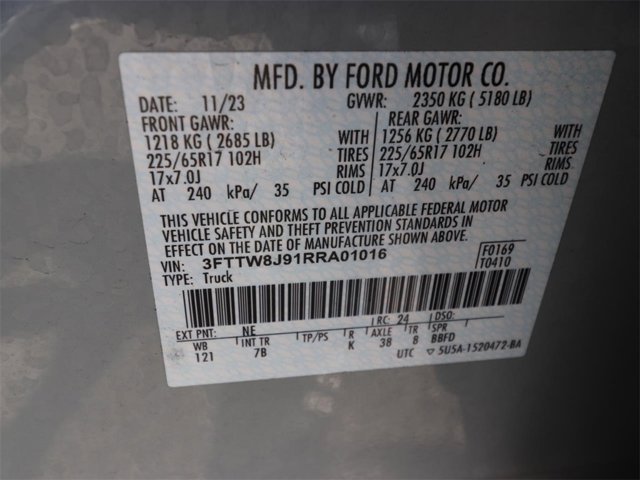 MFD. BY FORD MOTOR CO.
DATE: 11/23 GVWR: 2350 KG ( 5180 LB)
FRONT GAWR: REAR GAWR:
1218 KG ( 2685 LB) WITH 1256 KG ( 2770 LB) WITH
225/65R17 102H TIRES 225/65R17 102H TIRES
17x7.0J RIMS 17x7.0J RIMS
AT 240 kPa/ 35 PSI COLD AT 240 kPa/ 35 PSI COLD
THIS VEHICLE CONFORMS TO ALL APPLICABLE FEDERAL MOTOR
VEHICLE SAFETY AND THEFT PREVENTION STANDARDS IN
EFFECT ON THE DATE OF MANUFACTURE SHOWN ABOVE.
VIN: 3FTTW8J91RRA01016 F0169
TYPE: Truck T0410
EXT PNT: NE RC: 24 DSO:
WB INT TR TP/PS R AXLE TR SPR
121 7B K 38 8 BBFD
UTC ▽ 5U5A-1520472-BA